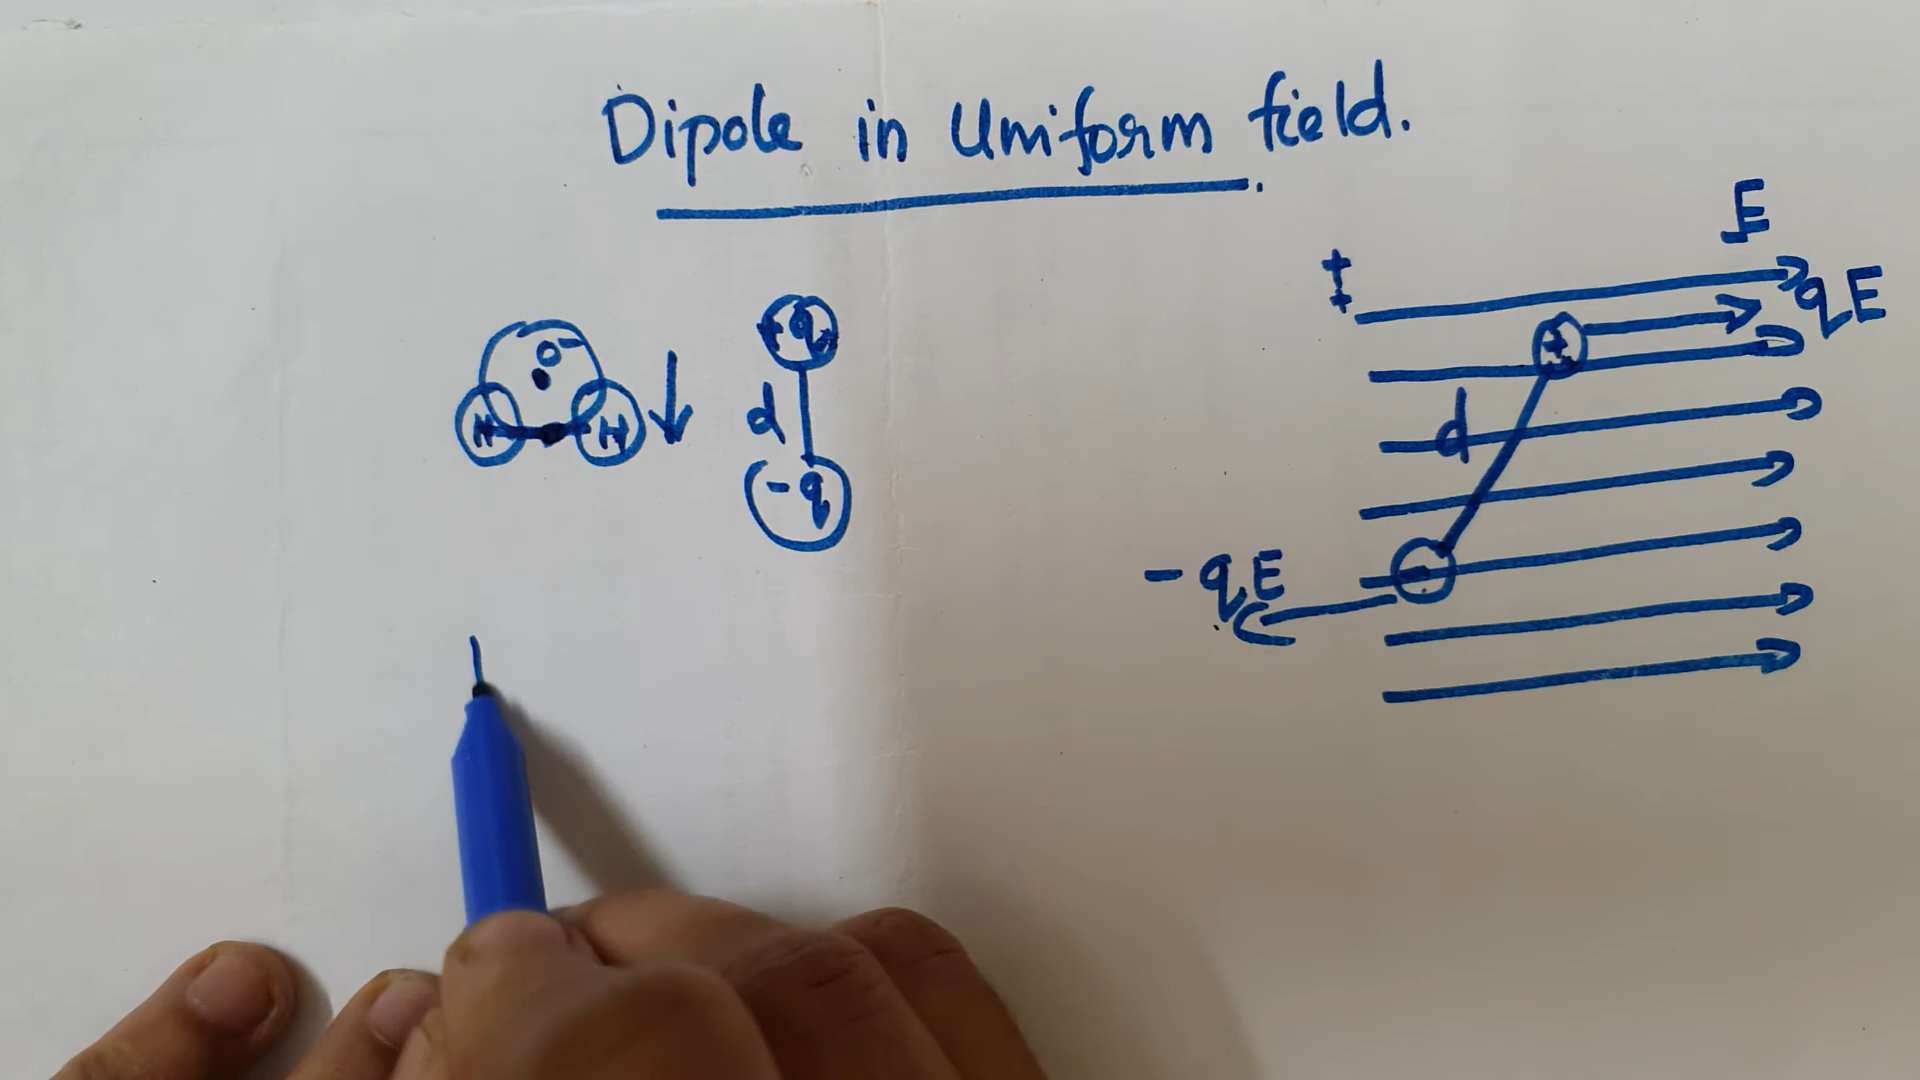 Dipole in Uniform field.
E
qE
+
O-
H H
+q
d
-q
+
d
-
-qE